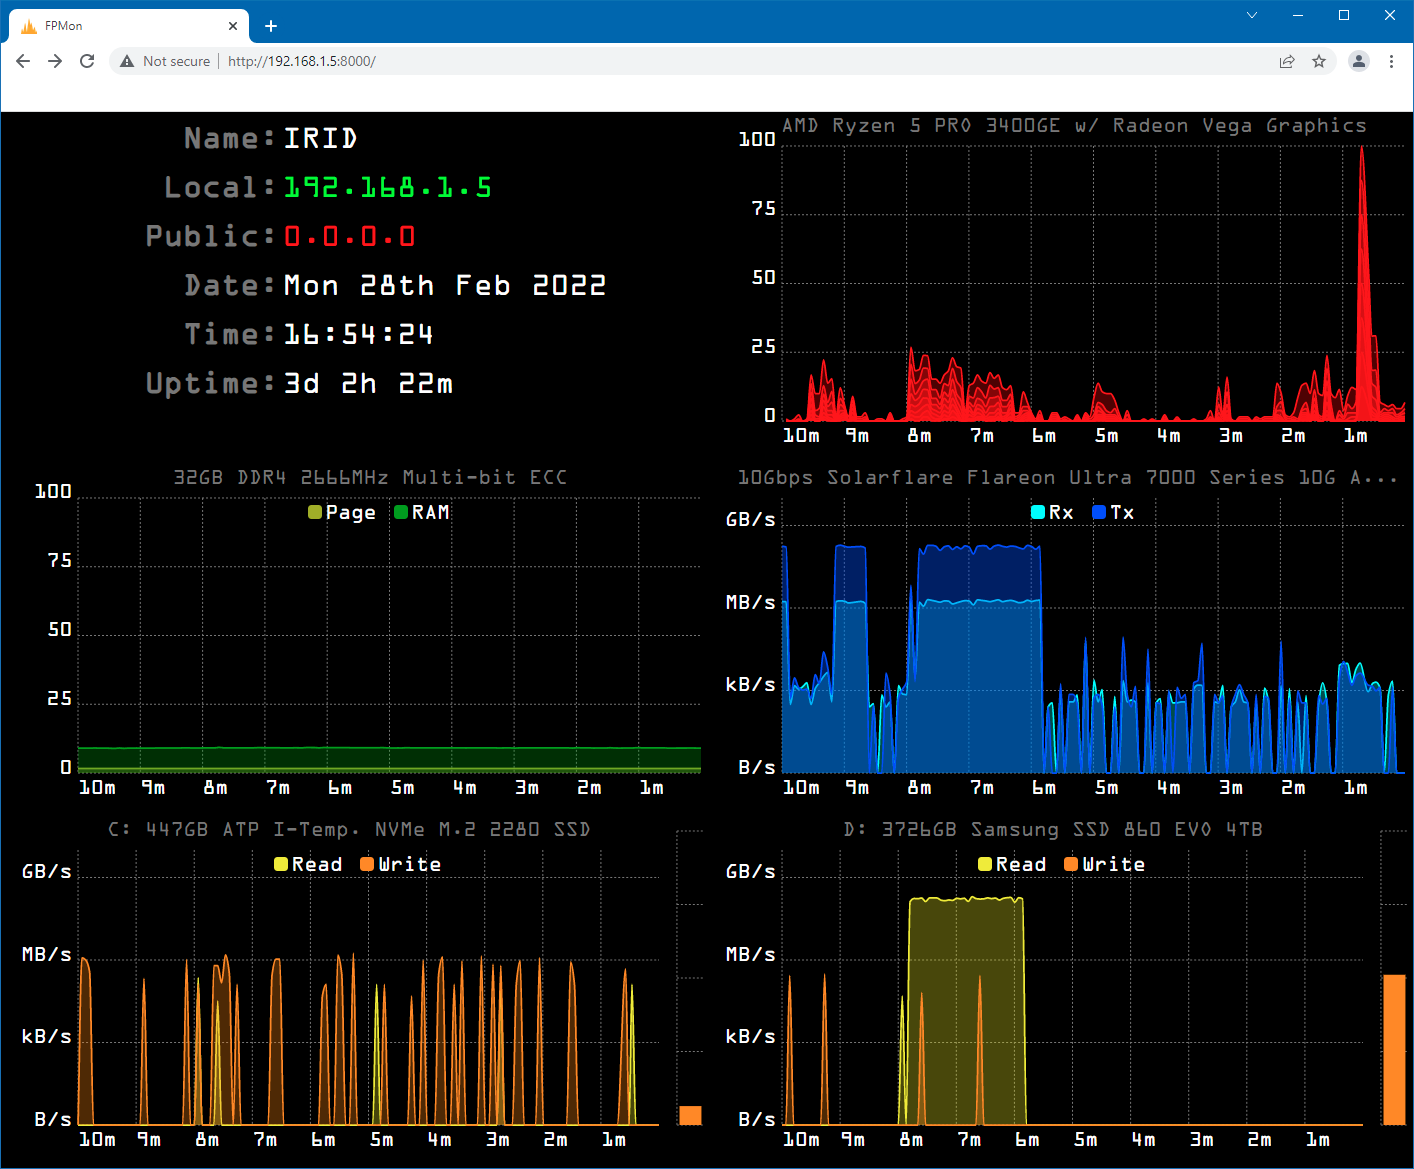 FPMon
Not secure | http://192.168.1.5:8000/
Name: IRID
Local: 192.168.1.5
Public: 0.0.0.0
Date: Mon 28th Feb 2022
Time: 16:54:24
Uptime: 3d 2h 22m
AMD Ryzen 5 PRO 3400GE w/ Radeon Vega Graphics
100
75
50
25
0
10m 9m 8m 7m 6m 5m 4m 3m 2m 1m
32GB DDR4 2666MHz Multi-bit ECC
Page RAM
100
75
50
25
0
10m 9m 8m 7m 6m 5m 4m 3m 2m 1m
10Gbps Solarflare Flareon Ultra 7000 Series 10G A...
Rx Tx
GB/s
MB/s
kB/s
B/s
10m 9m 8m 7m 6m 5m 4m 3m 2m 1m
C: 447GB ATP I-Temp. NVMe M.2 2280 SSD
Read Write
GB/s
MB/s
kB/s
B/s
10m 9m 8m 7m 6m 5m 4m 3m 2m 1m
D: 3726GB Samsung SSD 860 EVO 4TB
Read Write
GB/s
MB/s
kB/s
B/s
10m 9m 8m 7m 6m 5m 4m 3m 2m 1m